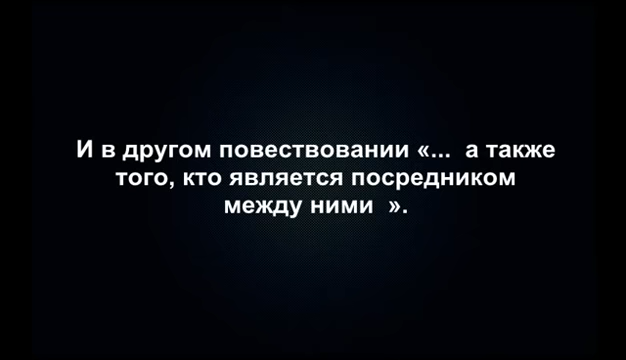 И в другом повествовании «...  а также
того, кто является посредником
между ними  ».